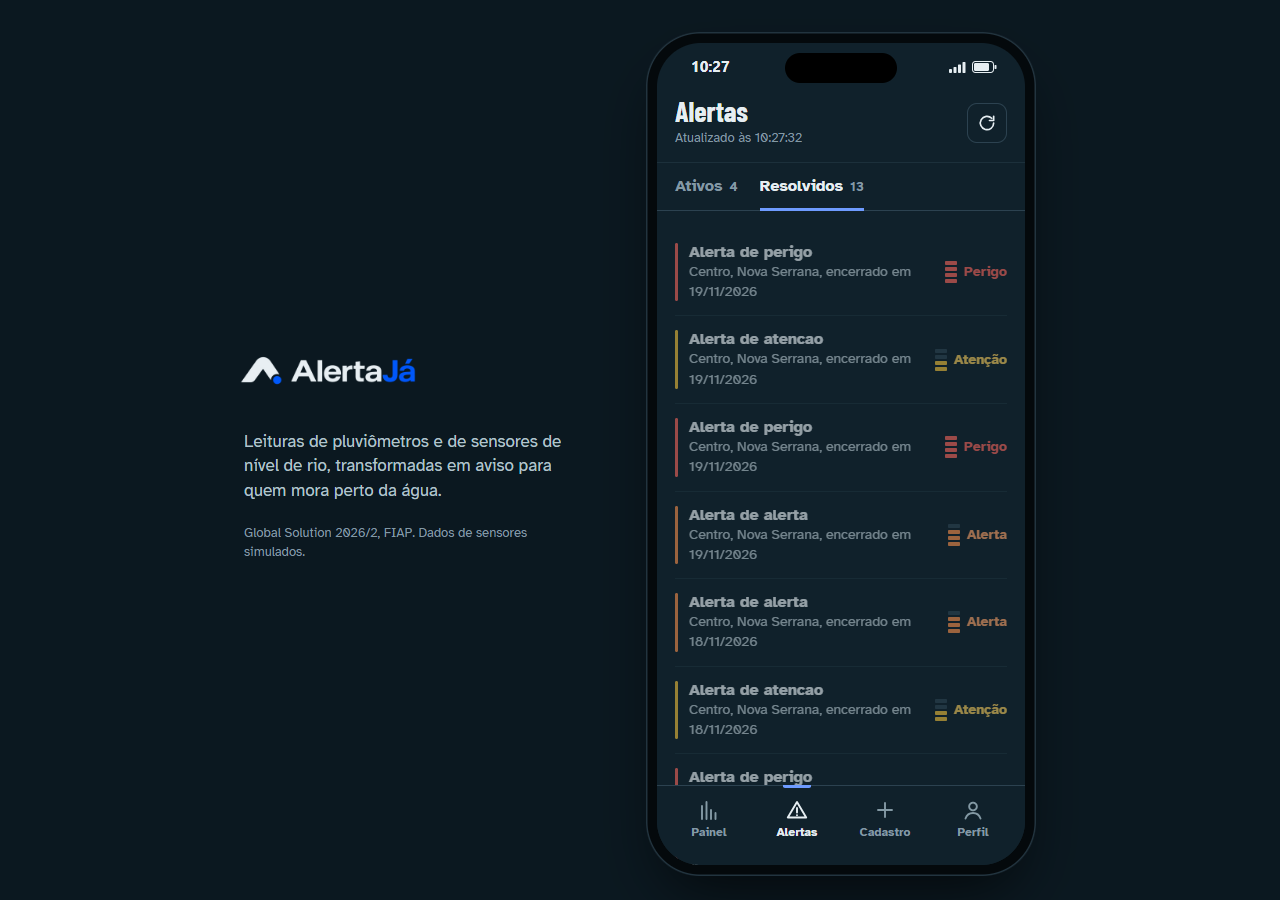 AlertaJá
Leituras de pluviômetros e de sensores de
nível de rio, transformadas em aviso para
quem mora perto da água.
Global Solution 2026/2, FIAP. Dados de sensores
simulados.
10:27
Alertas
Atualizado às 10:27:32
Ativos 4 Resolvidos 13
Alerta de perigo
Centro, Nova Serrana, encerrado em
19/11/2026
Perigo
Alerta de atencao
Centro, Nova Serrana, encerrado em
19/11/2026
Atenção
Alerta de perigo
Centro, Nova Serrana, encerrado em
19/11/2026
Perigo
Alerta de alerta
Centro, Nova Serrana, encerrado em
19/11/2026
Alerta
Alerta de alerta
Centro, Nova Serrana, encerrado em
18/11/2026
Alerta
Alerta de atencao
Centro, Nova Serrana, encerrado em
18/11/2026
Atenção
Alerta de perigo
Painel Alertas Cadastro Perfil